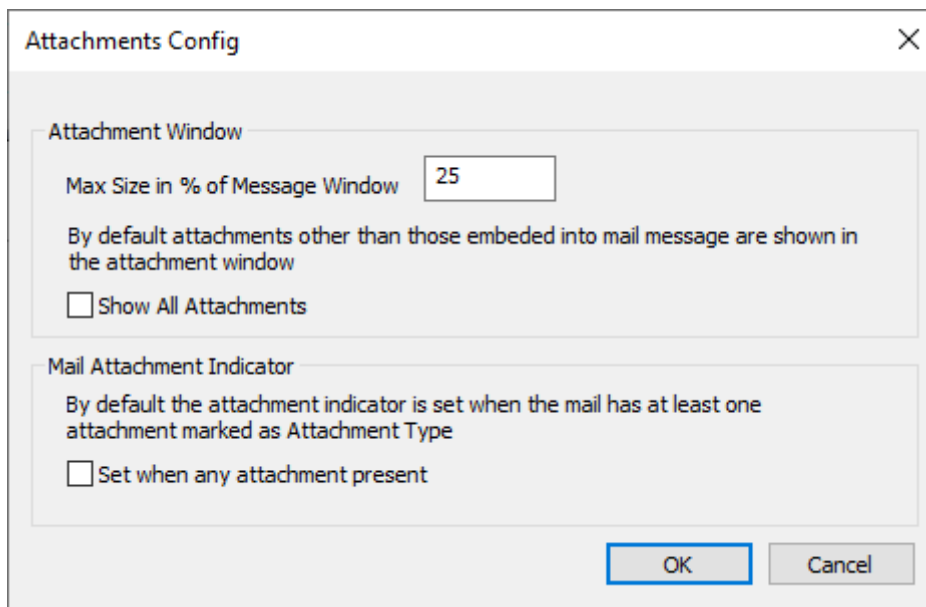 Attachments Config
Attachment Window
Max Size in % of Message Window 25
By default attachments other than those embeded into mail message are shown in
the attachment window
Show All Attachments
Mail Attachment Indicator
By default the attachment indicator is set when the mail has at least one
attachment marked as Attachment Type
Set when any attachment present
OK Cancel